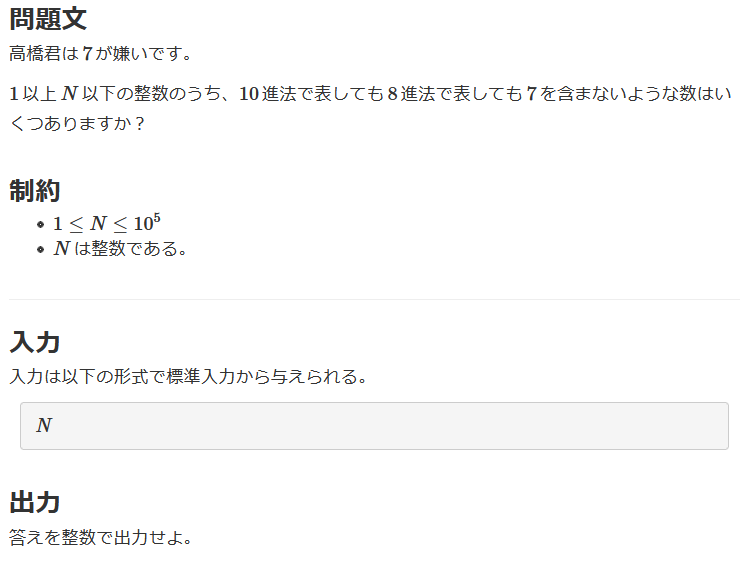 問題文
高橋君は 7 が嫌いです。
1 以上 N 以下の整数のうち、10 進法で表しても 8 進法で表しても 7 を含まないような数はい
くつありますか？
制約
• 1 ≤ N ≤ 10⁵
• N は整数である。
入力
入力は以下の形式で標準入力から与えられる。
N
出力
答えを整数で出力せよ。